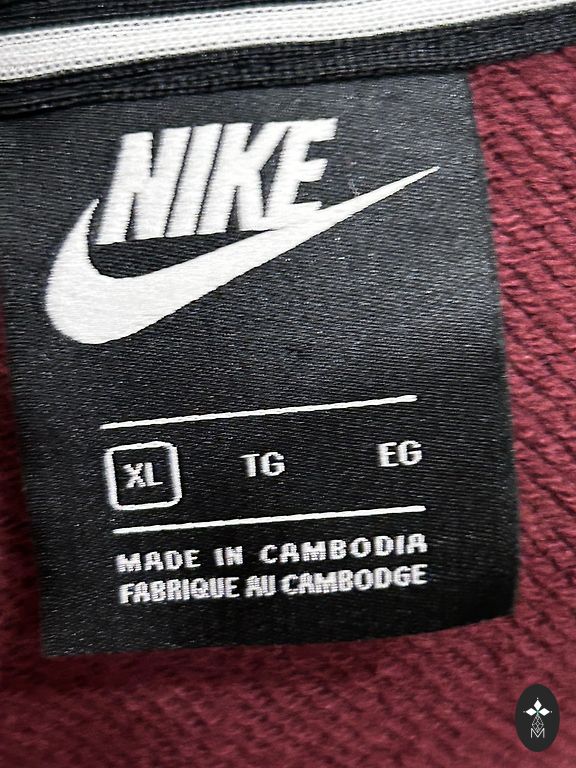 NIKE
XL TG EG
MADE IN CAMBODIA
FABRIQUE AU CAMBODGE
M